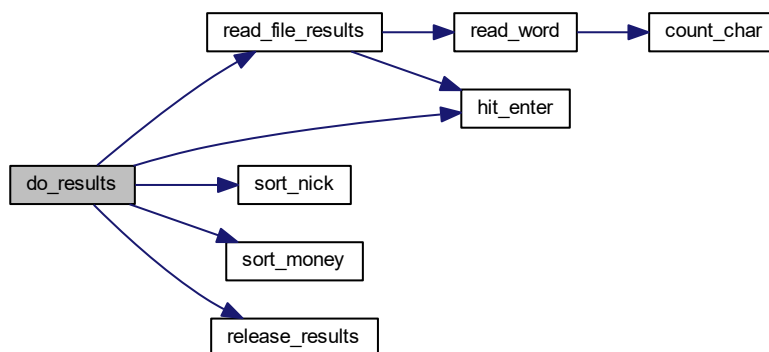 read_file_results
read_word
count_char
hit_enter
do_results
sort_nick
sort_money
release_results